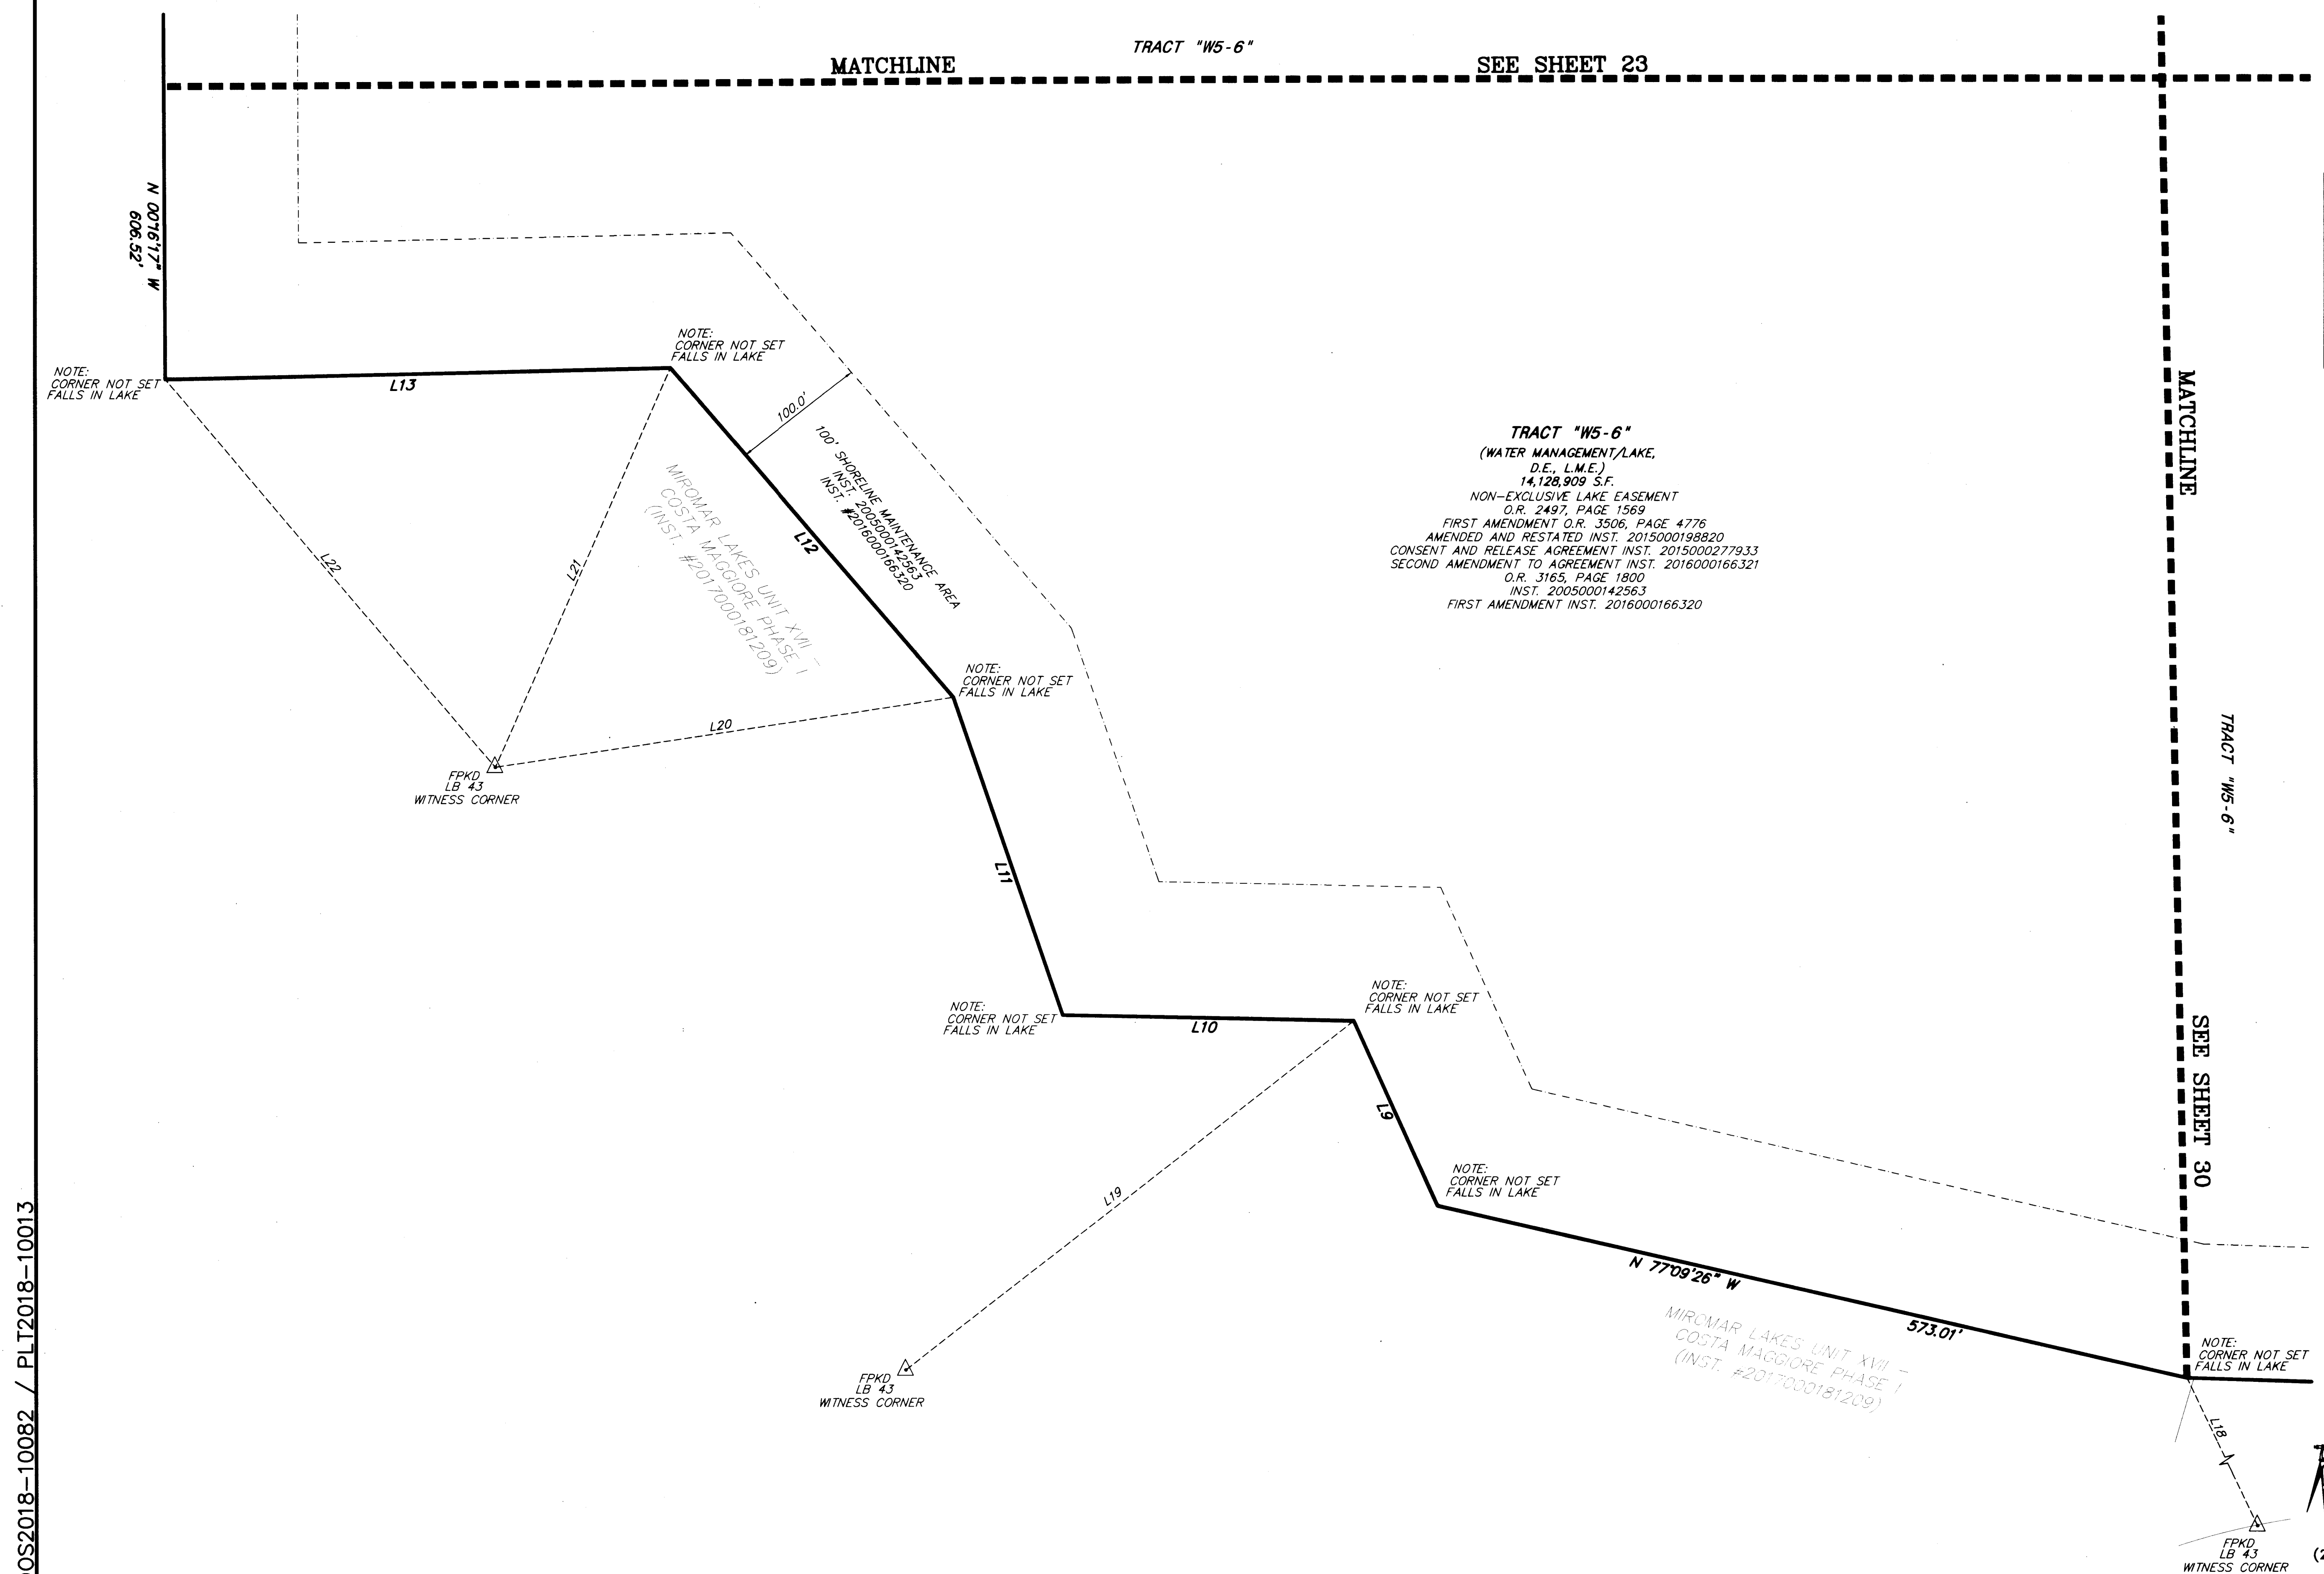 TRACT "W5-6"
MATCHLINE
SEE SHEET 23
N 00°16'17" W
606.52'
NOTE:
CORNER NOT SET
FALLS IN LAKE
L13
NOTE:
CORNER NOT SET
FALLS IN LAKE
100.0'
100' SHORELINE MAINTENANCE AREA
INST. 2005000142563
INST. #2016000166320
L12
MIROMAR LAKES UNIT XVII –
COSTA MAGGIORE PHASE I
(INST. #2017000181209)
L22
L21
L20
NOTE:
CORNER NOT SET
FALLS IN LAKE
FPKD
LB 43
WITNESS CORNER
TRACT "W5-6"
(WATER MANAGEMENT/LAKE,
D.E., L.M.E.)
14,128,909 S.F.
NON-EXCLUSIVE LAKE EASEMENT
O.R. 2497, PAGE 1569
FIRST AMENDMENT O.R. 3506, PAGE 4776
AMENDED AND RESTATED INST. 2015000198820
CONSENT AND RELEASE AGREEMENT INST. 2015000277933
SECOND AMENDMENT TO AGREEMENT INST. 2016000166321
O.R. 3165, PAGE 1800
INST. 2005000142563
FIRST AMENDMENT INST. 2016000166320
MATCHLINE
SEE SHEET 30
TRACT "W5-6"
L11
NOTE:
CORNER NOT SET
FALLS IN LAKE
L10
NOTE:
CORNER NOT SET
FALLS IN LAKE
L9
L19
NOTE:
CORNER NOT SET
FALLS IN LAKE
N 77°09'26" W
573.01'
MIROMAR LAKES UNIT XVII –
COSTA MAGGIORE PHASE I
(INST. #2017000181209)
FPKD
LB 43
WITNESS CORNER
NOTE:
CORNER NOT SET
FALLS IN LAKE
L18
FPKD
LB 43
WITNESS CORNER
OS2018-10082 / PLT2018-10013